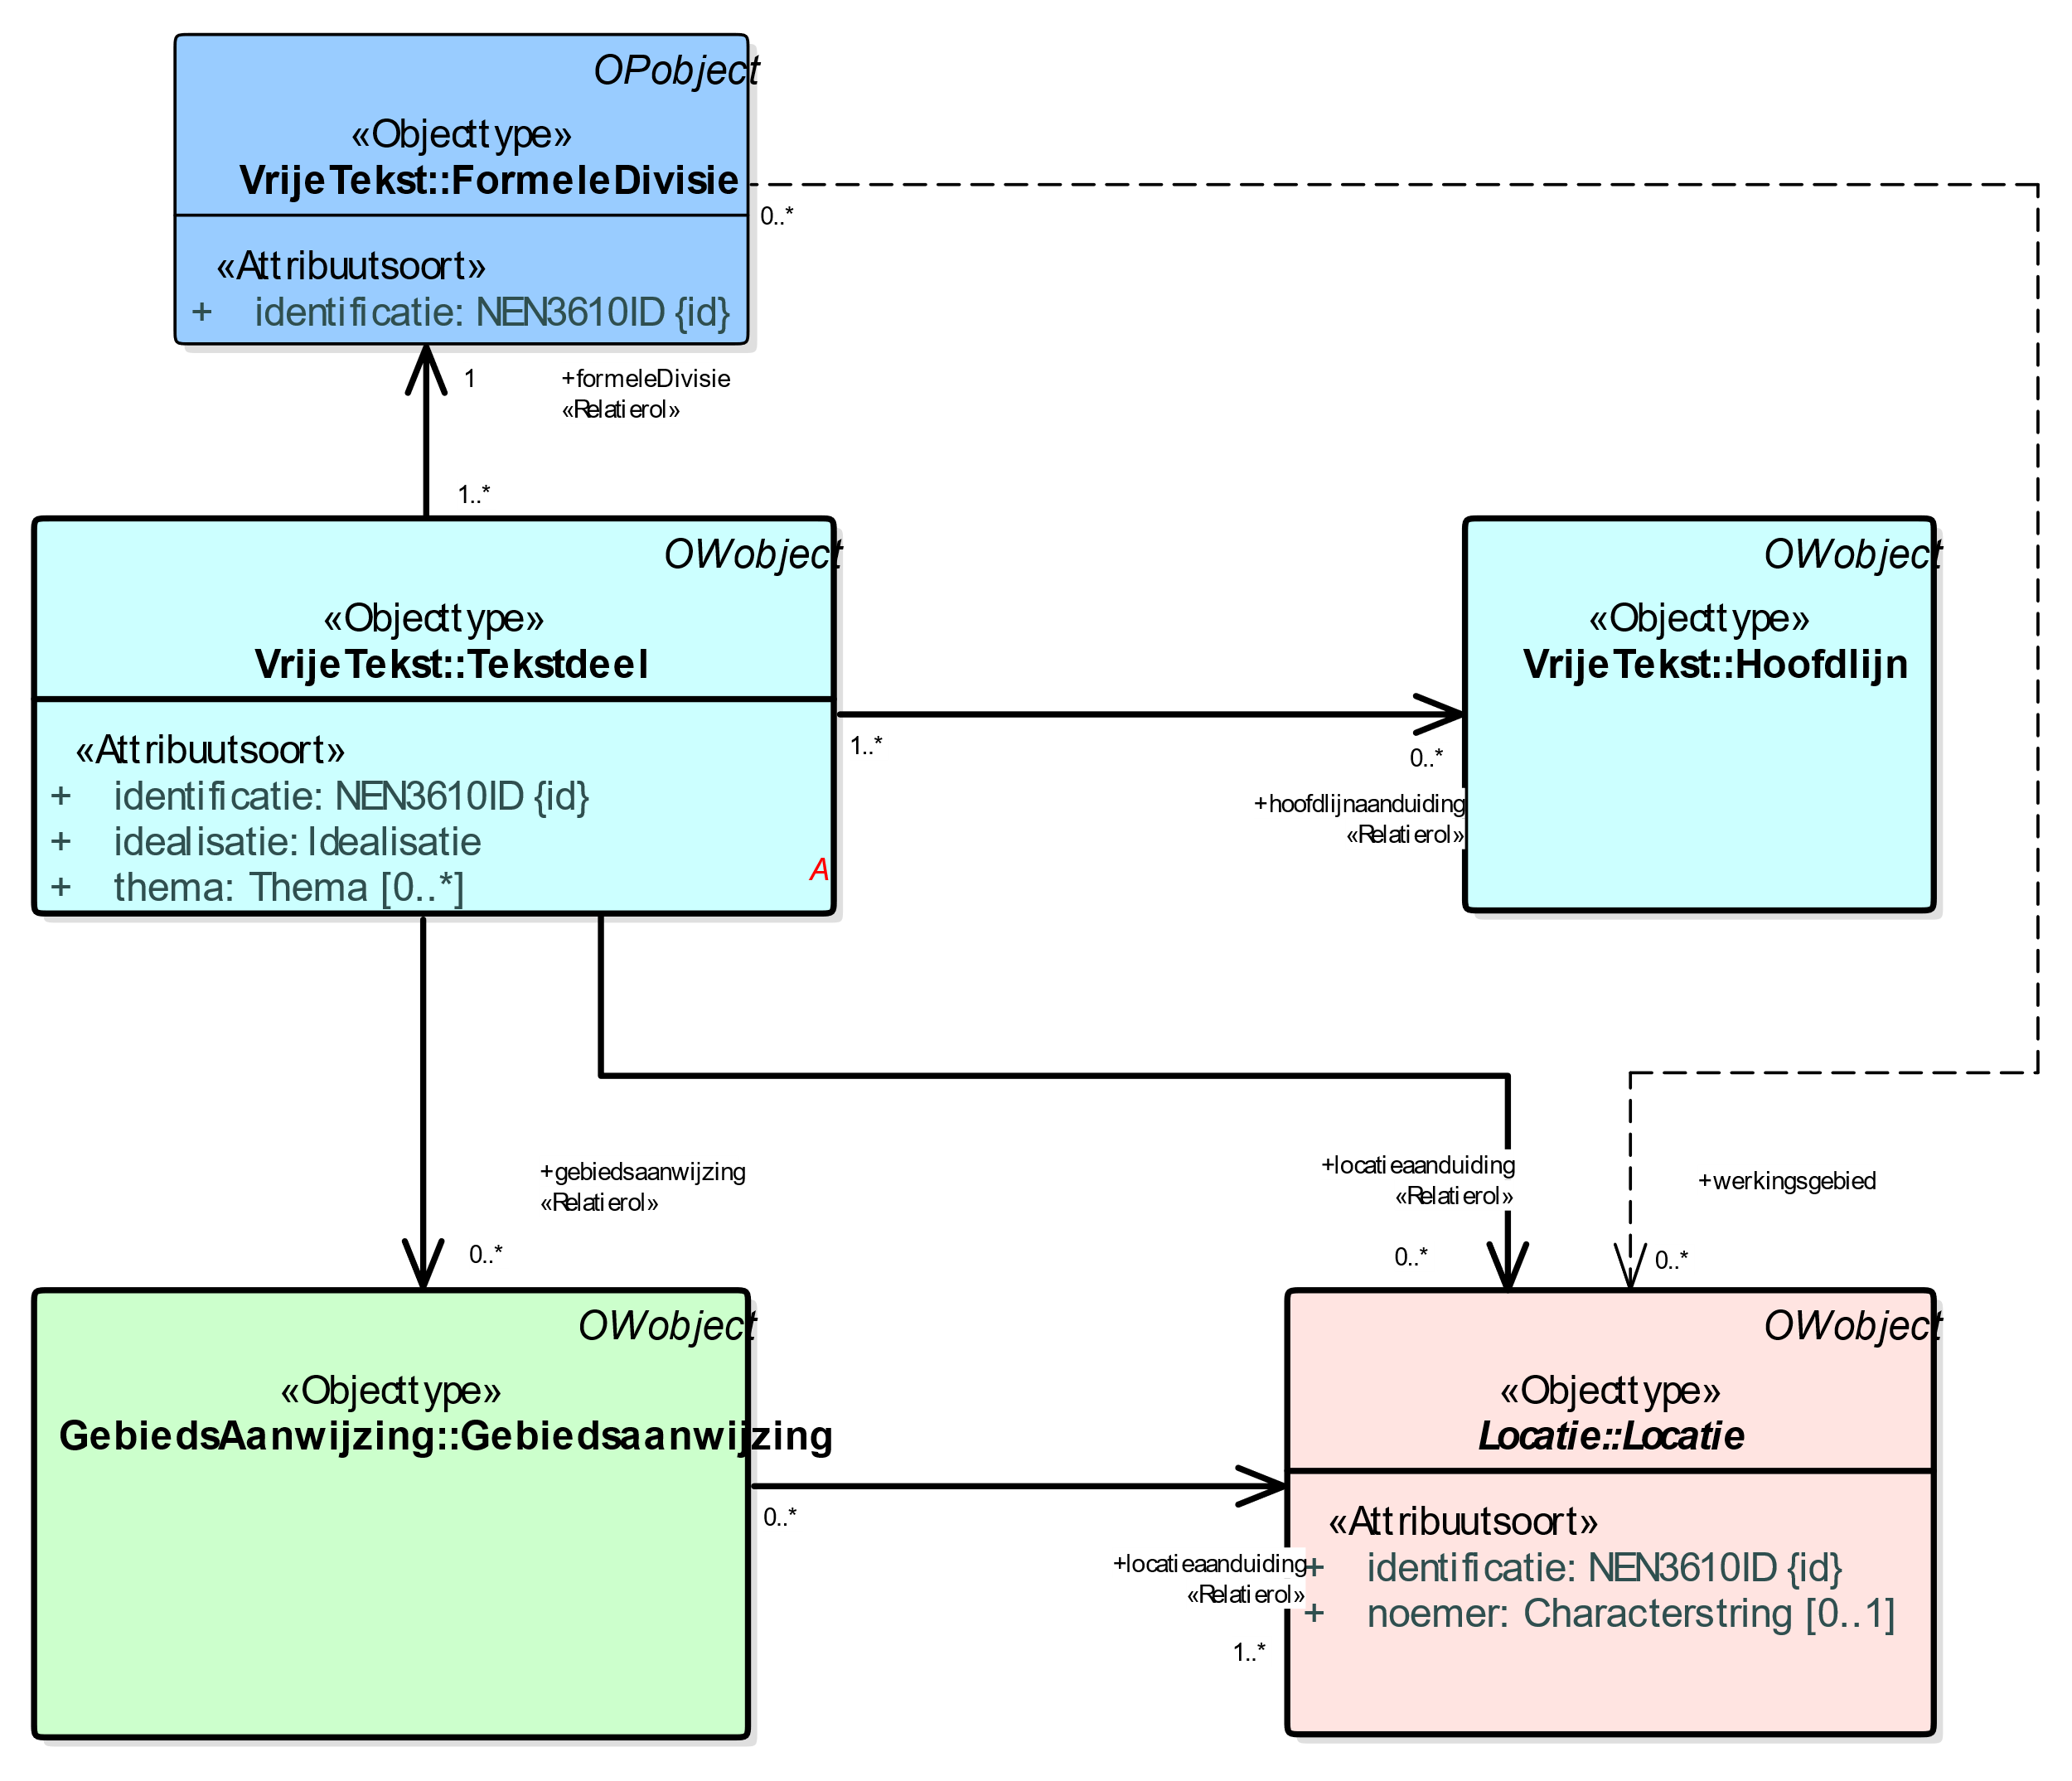 OPobject
«Objecttype»
VrijeTekst::FormeleDivisie
0..*
«Attribuutsoort»
+ identificatie: NEN3610ID {id}
1
+formeleDivisie
«Relatierol»
1..*
OWobject
«Objecttype»
VrijeTekst::Tekstdeel
«Attribuutsoort»
+ identificatie: NEN3610ID {id}
+ idealisatie: Idealisatie
+ thema: Thema [0..*]
A
1..*
0..*
+hoofdlijnaanduiding
«Relatierol»
OWobject
«Objecttype»
VrijeTekst::Hoofdlijn
+gebiedsaanwijzing
«Relatierol»
0..*
+locatieaanduiding
«Relatierol»
0..*
+werkingsgebied
0..*
OWobject
«Objecttype»
GebiedsAanwijzing::Gebiedsaanwijzing
0..*
+locatieaanduiding
«Relatierol»
1..*
OWobject
«Objecttype»
Locatie::Locatie
«Attribuutsoort»
+ identificatie: NEN3610ID {id}
+ noemer: Characterstring [0..1]